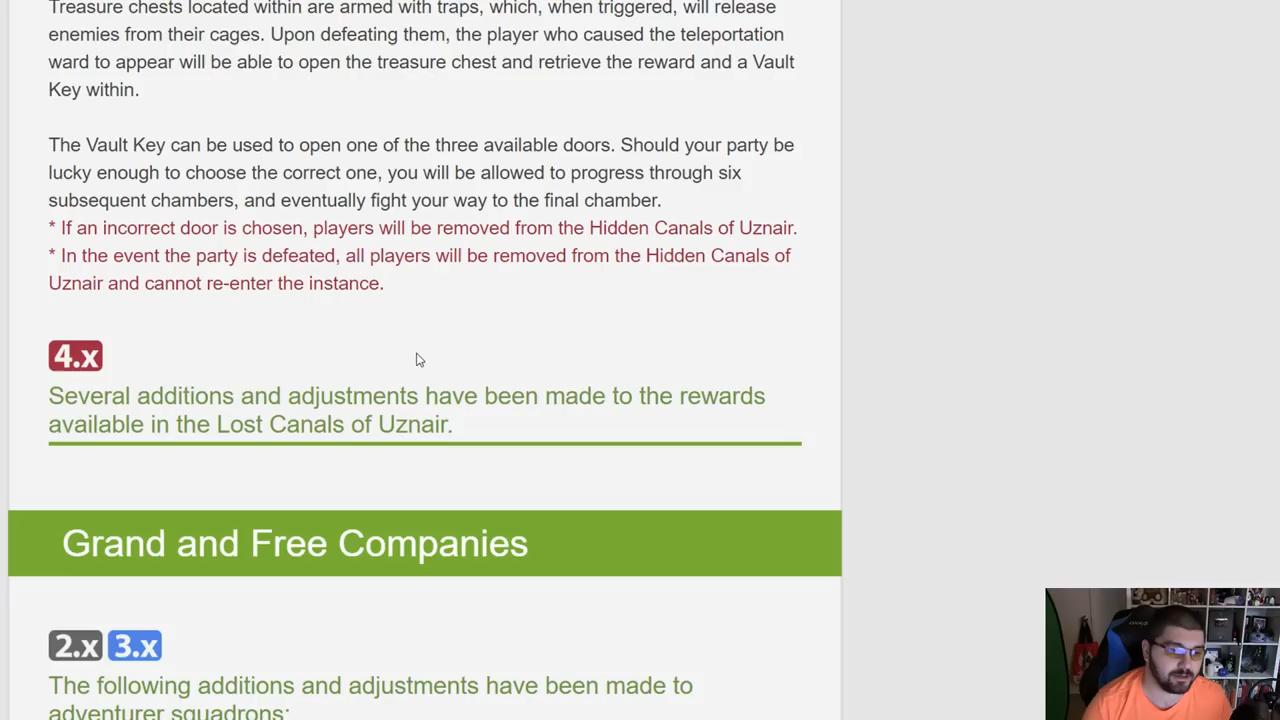 Treasure chests located within are armed with traps, which, when triggered, will release
enemies from their cages. Upon defeating them, the player who caused the teleportation
ward to appear will be able to open the treasure chest and retrieve the reward and a Vault
Key within.
The Vault Key can be used to open one of the three available doors. Should your party be
lucky enough to choose the correct one, you will be allowed to progress through six
subsequent chambers, and eventually fight your way to the final chamber.
* If an incorrect door is chosen, players will be removed from the Hidden Canals of Uznair.
* In the event the party is defeated, all players will be removed from the Hidden Canals of
Uznair and cannot re-enter the instance.
4.x
Several additions and adjustments have been made to the rewards
available in the Lost Canals of Uznair.
Grand and Free Companies
2.x 3.x
The following additions and adjustments have been made to
adventurer squadrons: